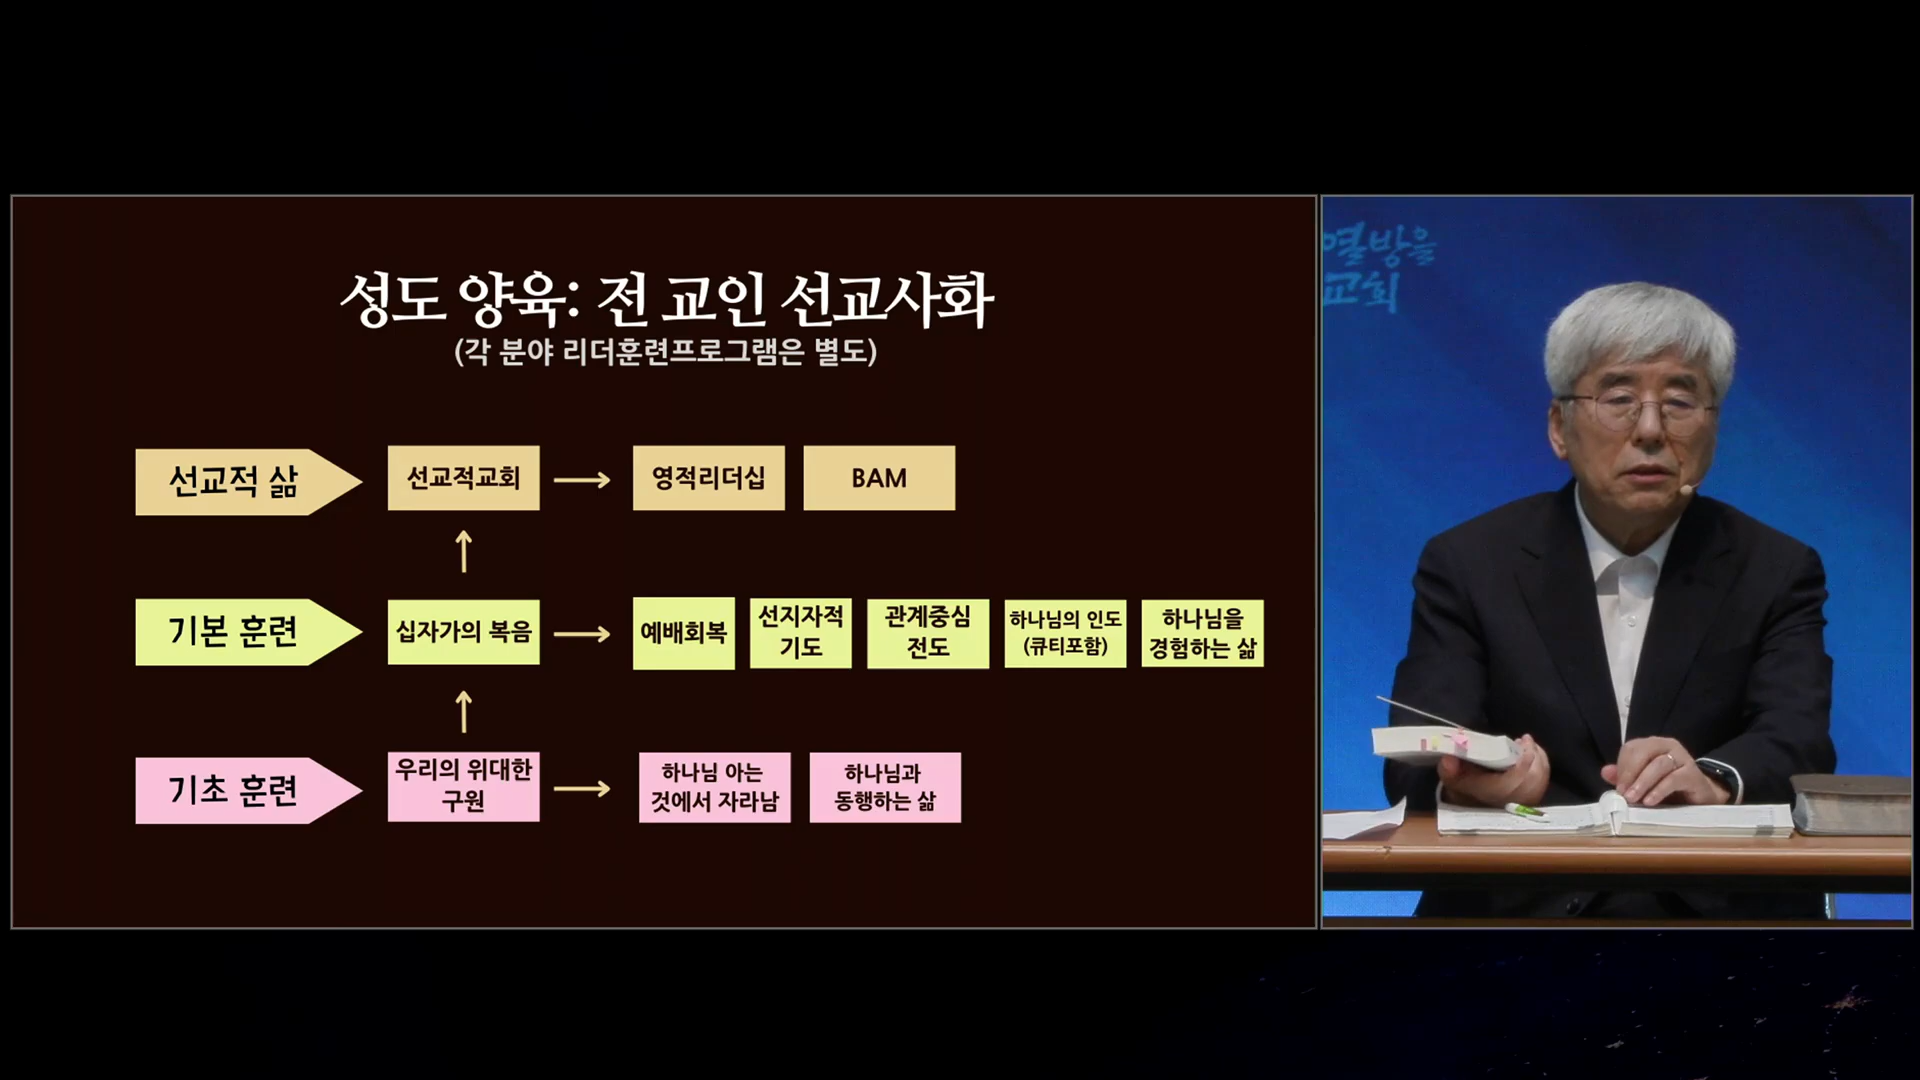 성도 양육: 전 교인 선교사화
(각 분야 리더훈련프로그램은 별도)
선교적 삶
선교적교회
영적리더십
BAM
기본 훈련
십자가의 복음
예배회복
선지자적
기도
관계중심
전도
하나님의 인도
(큐티포함)
하나님을
경험하는 삶
기초 훈련
우리의 위대한
구원
하나님 아는
것에서 자라남
하나님과
동행하는 삶
열방을
교회